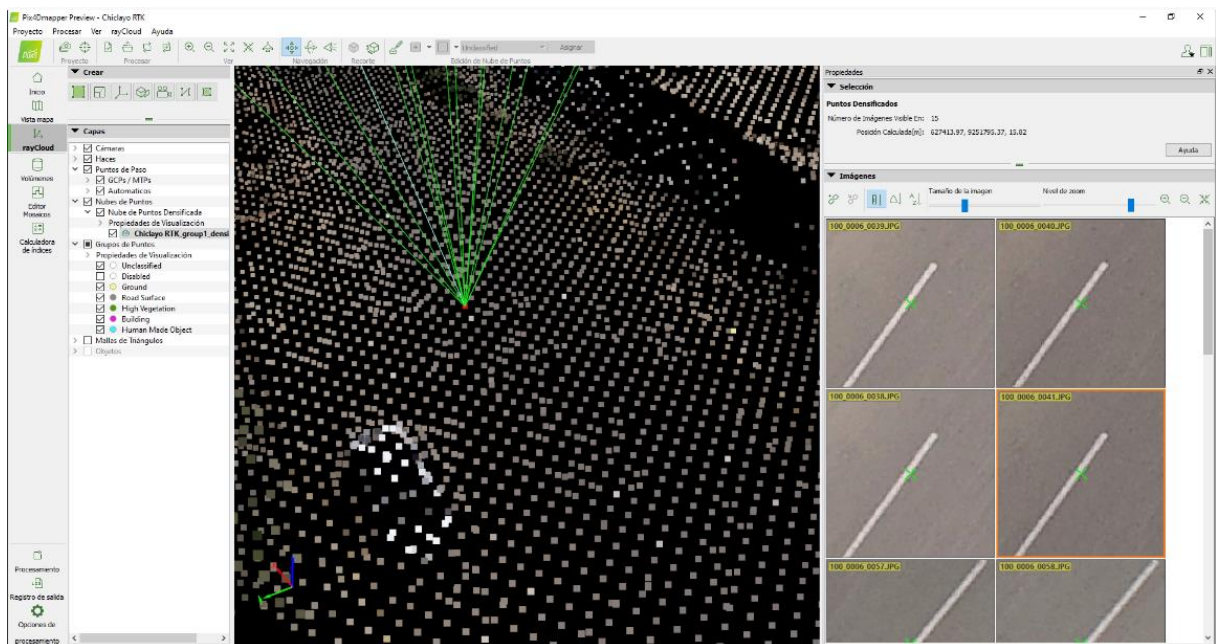 Pix4Dmapper Preview - Chiclayo RTK
Proyecto Procesar Ver rayCloud Ayuda
Proyecto Procesar Ver Navegación Recorte Edición de Nube de Puntos
Unclassified Asignar
Inicio
Vista mapa
rayCloud
Volúmenes
Editor
Mosaicos
Calculadora
de índices
Procesamiento
Registro de salida
Opciones de
procesamiento
Crear
Capas
Cámaras
Haces
Puntos de Paso
GCPs / MTPs
Automaticos
Nubes de Puntos
Nube de Puntos Densificada
Propiedades de Visualización
Chiclayo RTK_group1_densi
Grupos de Puntos
Propiedades de Visualización
Unclassified
Disabled
Ground
Road Surface
High Vegetation
Building
Human Made Object
Mallas de Triángulos
Objetos
Propiedades
Selección
Puntos Densificados
Número de Imágenes Visible En: 15
Posición Calculada[m]: 627413.97, 9251795.37, 15.02
Ayuda
Imágenes
Tamaño de la imagen Nivel de zoom
100_0006_0039.JPG 100_0006_0040.JPG
100_0006_0038.JPG 100_0006_0041.JPG
100_0006_0057.JPG 100_0006_0058.JPG